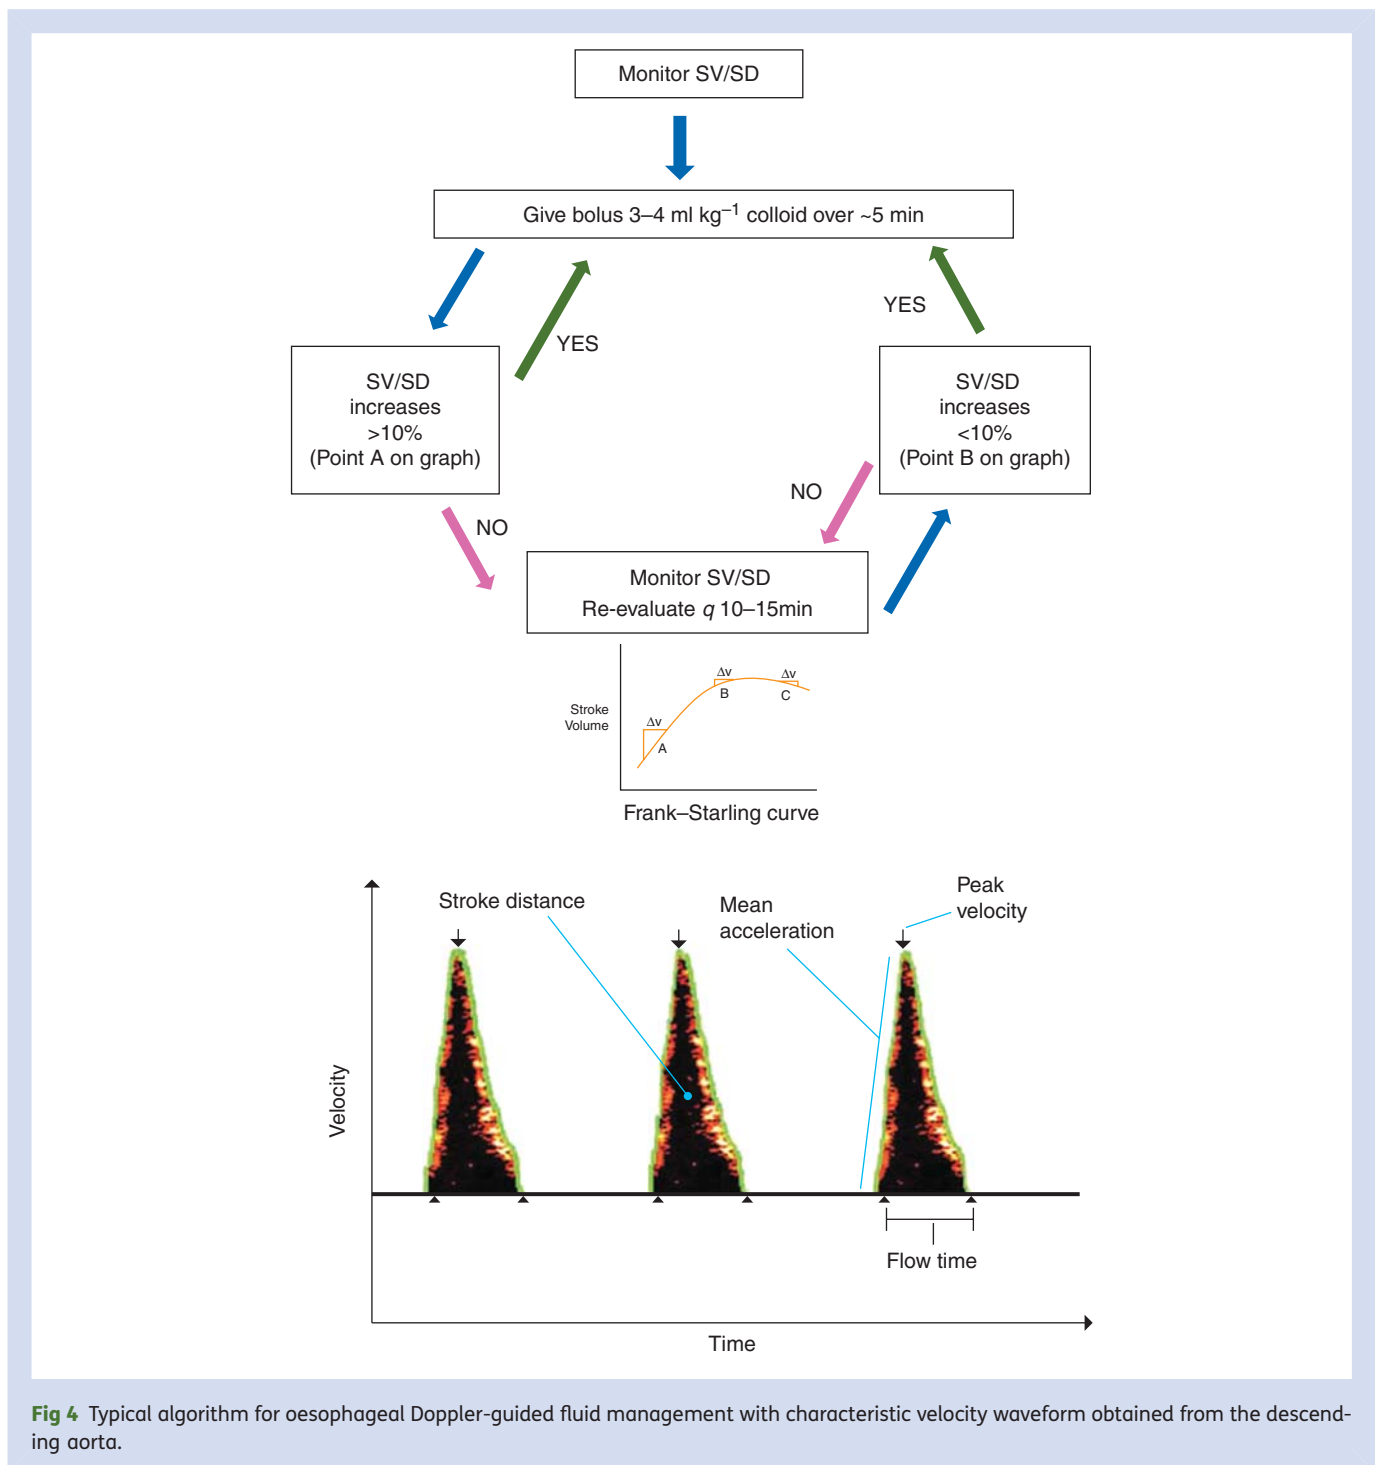 Monitor SV/SD
Give bolus 3–4 ml kg⁻¹ colloid over ~5 min
YES
YES
SV/SD
increases
>10%
(Point A on graph)
SV/SD
increases
<10%
(Point B on graph)
NO
NO
Monitor SV/SD
Re-evaluate q 10–15min
Δv
Δv
B
C
Stroke
Volume
Δv
A
Frank–Starling curve
Stroke distance
Mean
acceleration
Peak
velocity
Velocity
Flow time
Time
Fig 4 Typical algorithm for oesophageal Doppler-guided fluid management with characteristic velocity waveform obtained from the descend-
ing aorta.